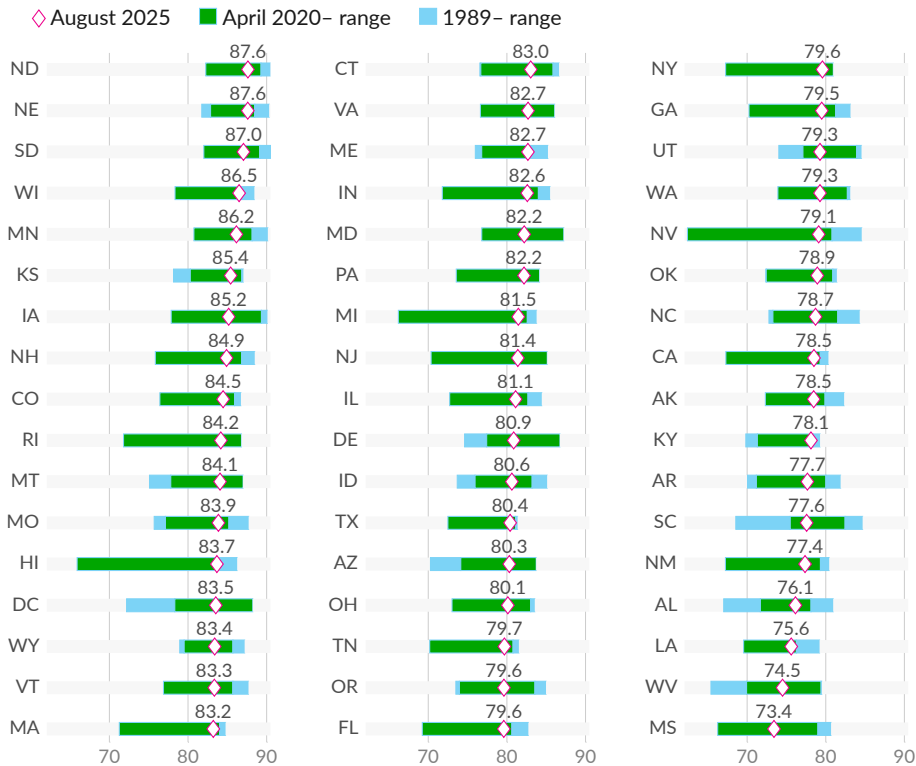 August 2025 April 2020– range 1989– range
87.6
ND
87.6
NE
87.0
SD
86.5
WI
86.2
MN
85.4
KS
85.2
IA
84.9
NH
84.5
CO
84.2
RI
84.1
MT
83.9
MO
83.7
HI
83.5
DC
83.4
WY
83.3
VT
83.2
MA
70 80 90
83.0
CT
82.7
VA
82.7
ME
82.6
IN
82.2
MD
82.2
PA
81.5
MI
81.4
NJ
81.1
IL
80.9
DE
80.6
ID
80.4
TX
80.3
AZ
80.1
OH
79.7
TN
79.6
OR
79.6
FL
70 80 90
79.6
NY
79.5
GA
79.3
UT
79.3
WA
79.1
NV
78.9
OK
78.7
NC
78.5
CA
78.5
AK
78.1
KY
77.7
AR
77.6
SC
77.4
NM
76.1
AL
75.6
LA
74.5
WV
73.4
MS
70 80 90